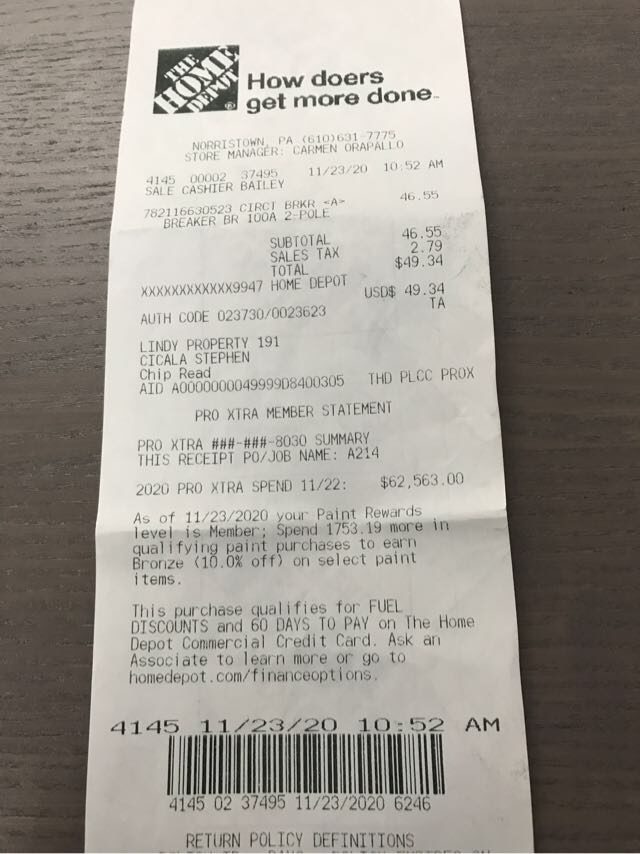 THE
HOME
DEPOT
How doers
get more done™
NORRISTOWN, PA (610)631-7775
STORE MANAGER: CARMEN ORAPALLO
4145 00002 37495 11/23/20 10:52 AM
SALE CASHIER BAILEY
782116630523 CIRCT BRKR <A> 46.55
BREAKER BR 100A 2-POLE
SUBTOTAL 46.55
SALES TAX 2.79
TOTAL $49.34
XXXXXXXXXXXX9947 HOME DEPOT
USD$ 49.34
AUTH CODE 023730/0023623 TA
LINDY PROPERTY 191
CICALA STEPHEN
Chip Read
AID A0000000049999D8400305 THD PLCC PROX
PRO XTRA MEMBER STATEMENT
PRO XTRA ###-###-8030 SUMMARY
THIS RECEIPT PO/JOB NAME: A214
2020 PRO XTRA SPEND 11/22: $62,563.00
As of 11/23/2020 your Paint Rewards
level is Member; Spend 1753.19 more in
qualifying paint purchases to earn
Bronze (10.0% off) on select paint
items.
This purchase qualifies for FUEL
DISCOUNTS and 60 DAYS TO PAY on The Home
Depot Commercial Credit Card. Ask an
Associate to learn more or go to
homedepot.com/financeoptions.
4145 11/23/20 10:52 AM
4145 02 37495 11/23/2020 6246
RETURN POLICY DEFINITIONS